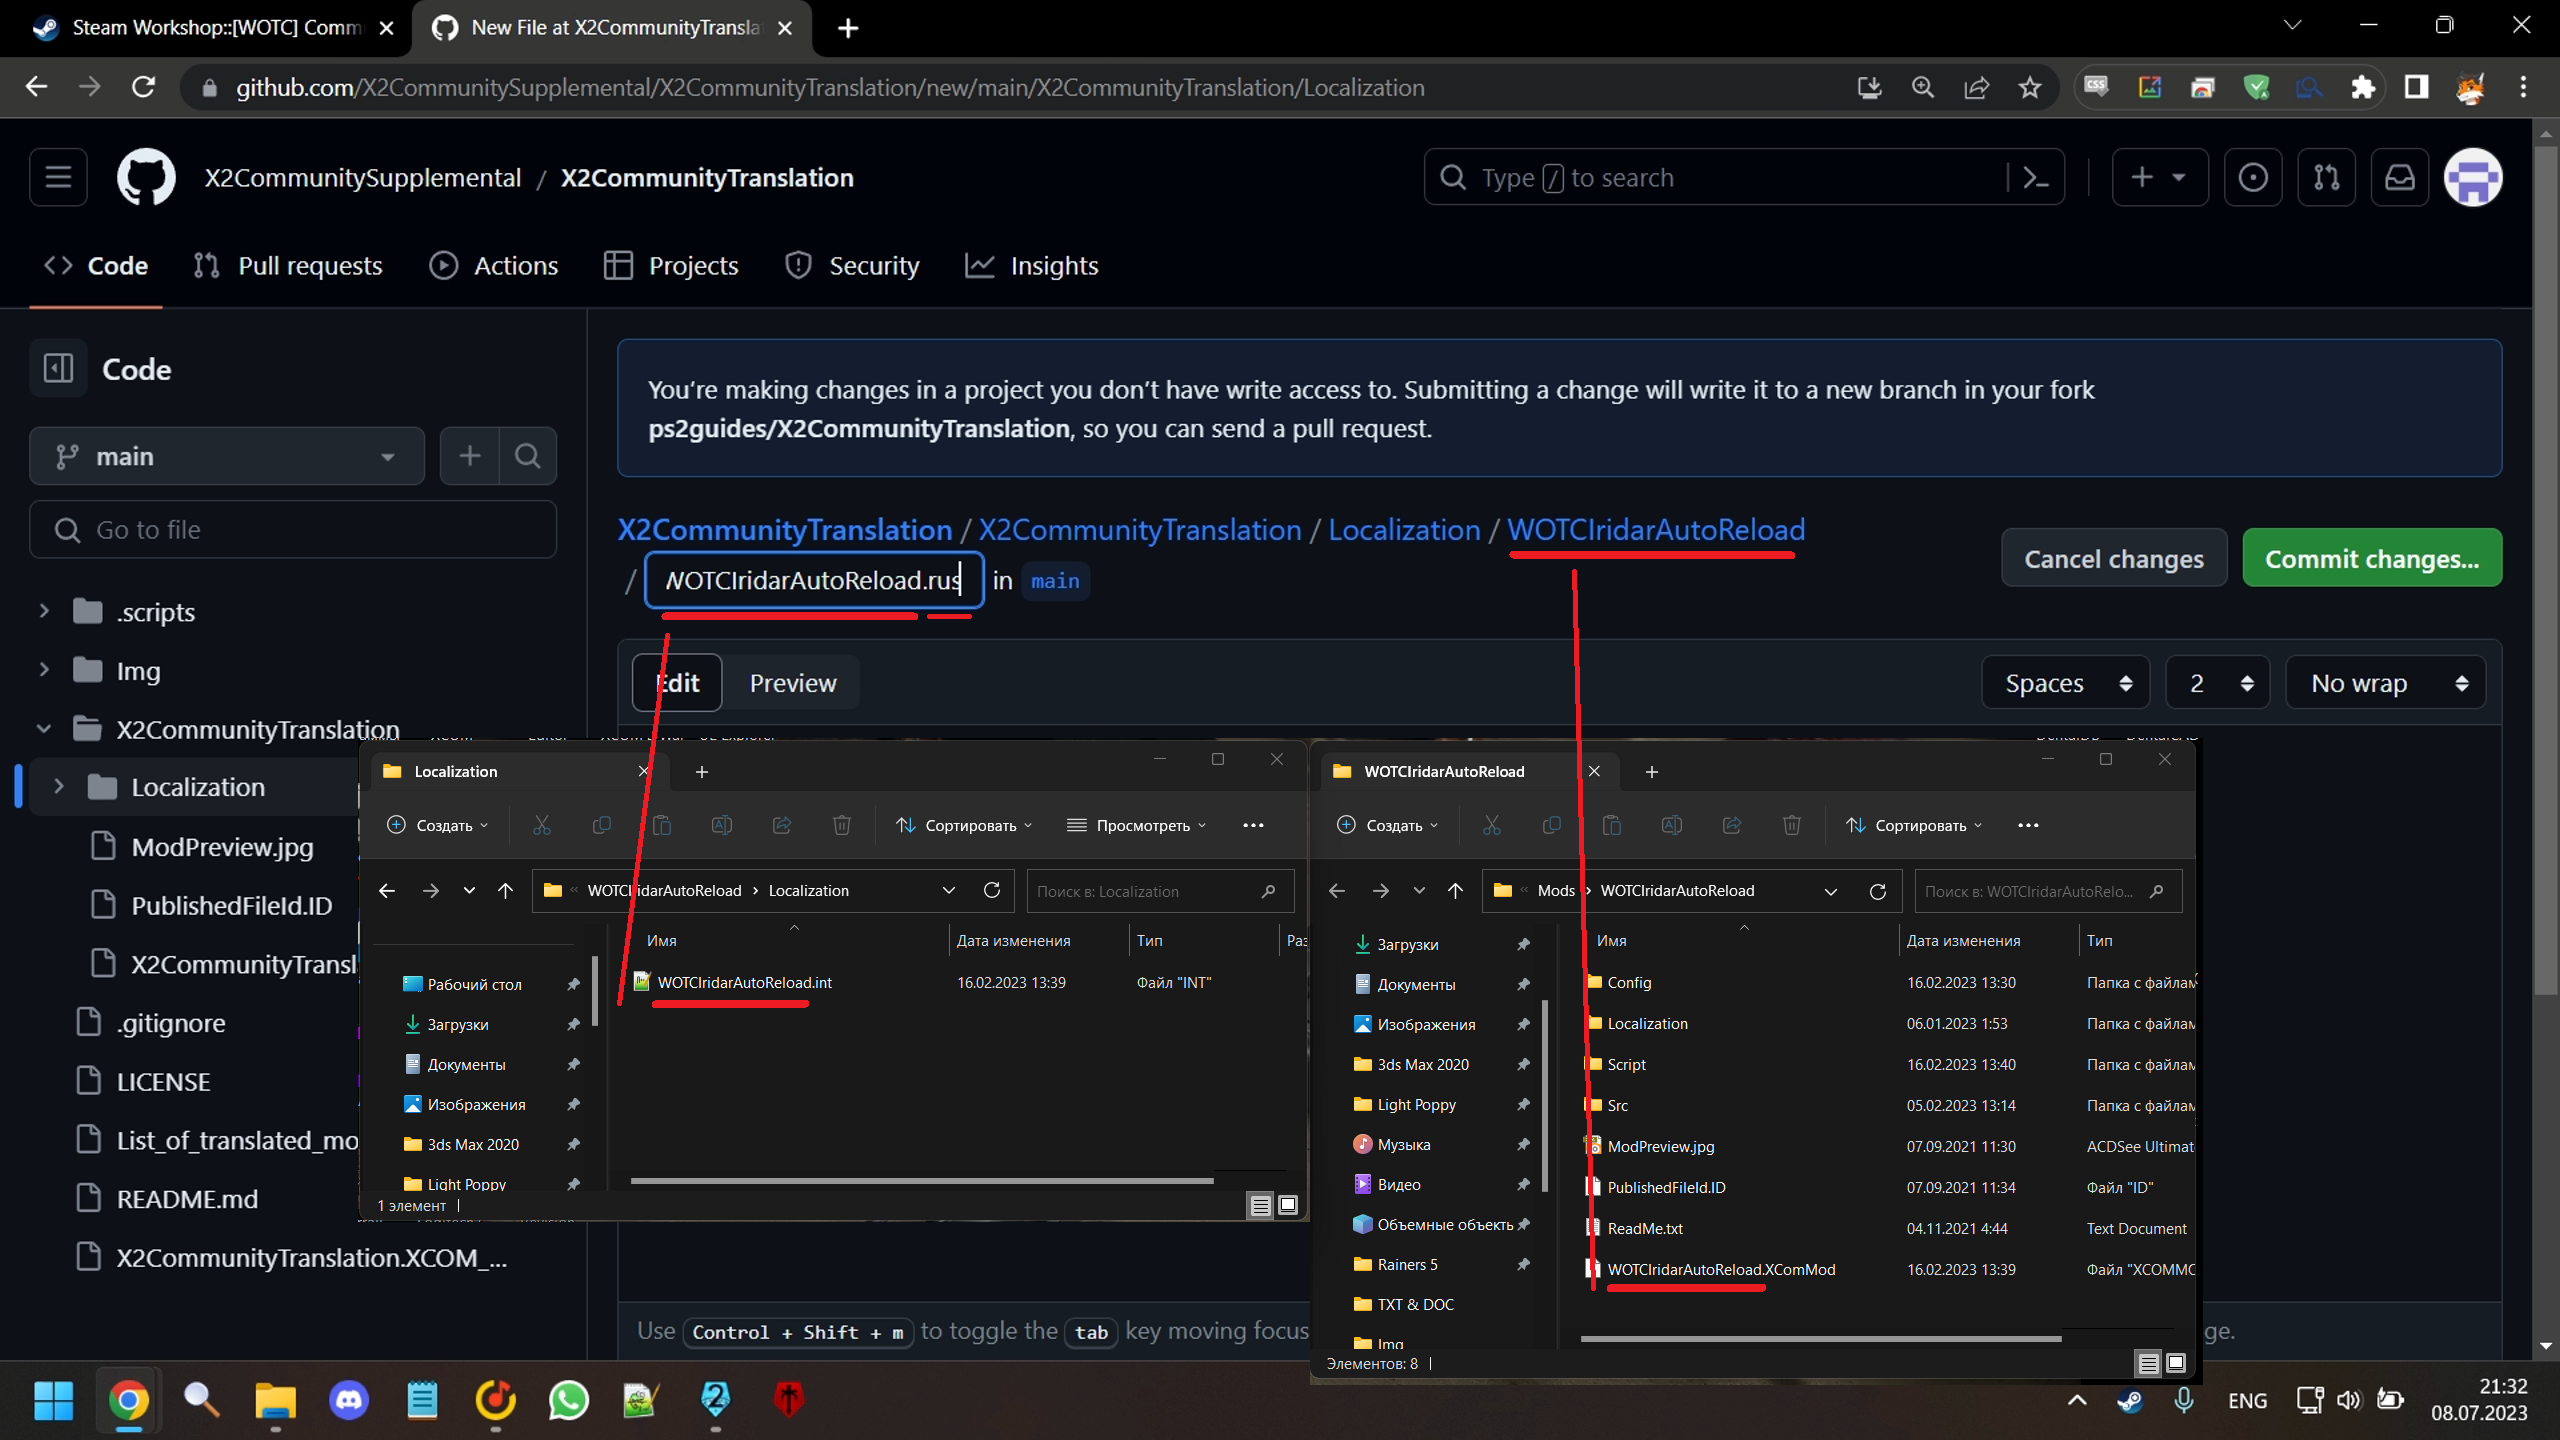 Steam Workshop::[WOTC] Comm
New File at X2CommunityTransla
github.com/X2CommunitySupplemental/X2CommunityTranslation/new/main/X2CommunityTranslation/Localization
X2CommunitySupplemental / X2CommunityTranslation
Type / to search
Code
Pull requests
Actions
Projects
Security
Insights
Code
main
Go to file
.scripts
Img
X2CommunityTranslation
Localization
ModPreview.jpg
PublishedFileId.ID
X2CommunityTransl
.gitignore
LICENSE
List_of_translated_mo
README.md
X2CommunityTranslation.XCOM_...
You're making changes in a project you don't have write access to. Submitting a change will write it to a new branch in your fork
ps2guides/X2CommunityTranslation, so you can send a pull request.
X2CommunityTranslation / X2CommunityTranslation / Localization / WOTCIridarAutoReload
/ WOTCIridarAutoReload.rus in main
Cancel changes
Commit changes...
Edit
Preview
Spaces
2
No wrap
Localization
Создать
Сортировать
Просмотреть
WOTCIridarAutoReload > Localization
Поиск в: Localization
Имя
Дата изменения
Тип
Раз
WOTCIridarAutoReload.int
16.02.2023 13:39
Файл "INT"
Рабочий стол
Загрузки
Документы
Изображения
3ds Max 2020
Light Poppy
1 элемент
WOTCIridarAutoReload
Создать
Сортировать
Mods > WOTCIridarAutoReload
Поиск в: WOTCIridarAutoRelo...
Загрузки
Документы
Изображения
3ds Max 2020
Light Poppy
Музыка
Видео
Объемные объекты
Rainers 5
TXT & DOC
Img
Имя
Дата изменения
Тип
Config 16.02.2023 13:30 Папка с файлам
Localization 06.01.2023 1:53 Папка с файлам
Script 16.02.2023 13:40 Папка с файлам
Src 05.02.2023 13:14 Папка с файлам
ModPreview.jpg 07.09.2021 11:30 ACDSee Ultimat
PublishedFileId.ID 07.09.2021 11:34 Файл "ID"
ReadMe.txt 04.11.2021 4:44 Text Document
WOTCIridarAutoReload.XComMod 16.02.2023 13:39 Файл "XCOMMO
Элементов: 8
Use Control + Shift + m to toggle the tab key moving focus
ge.
ENG
21:32
08.07.2023